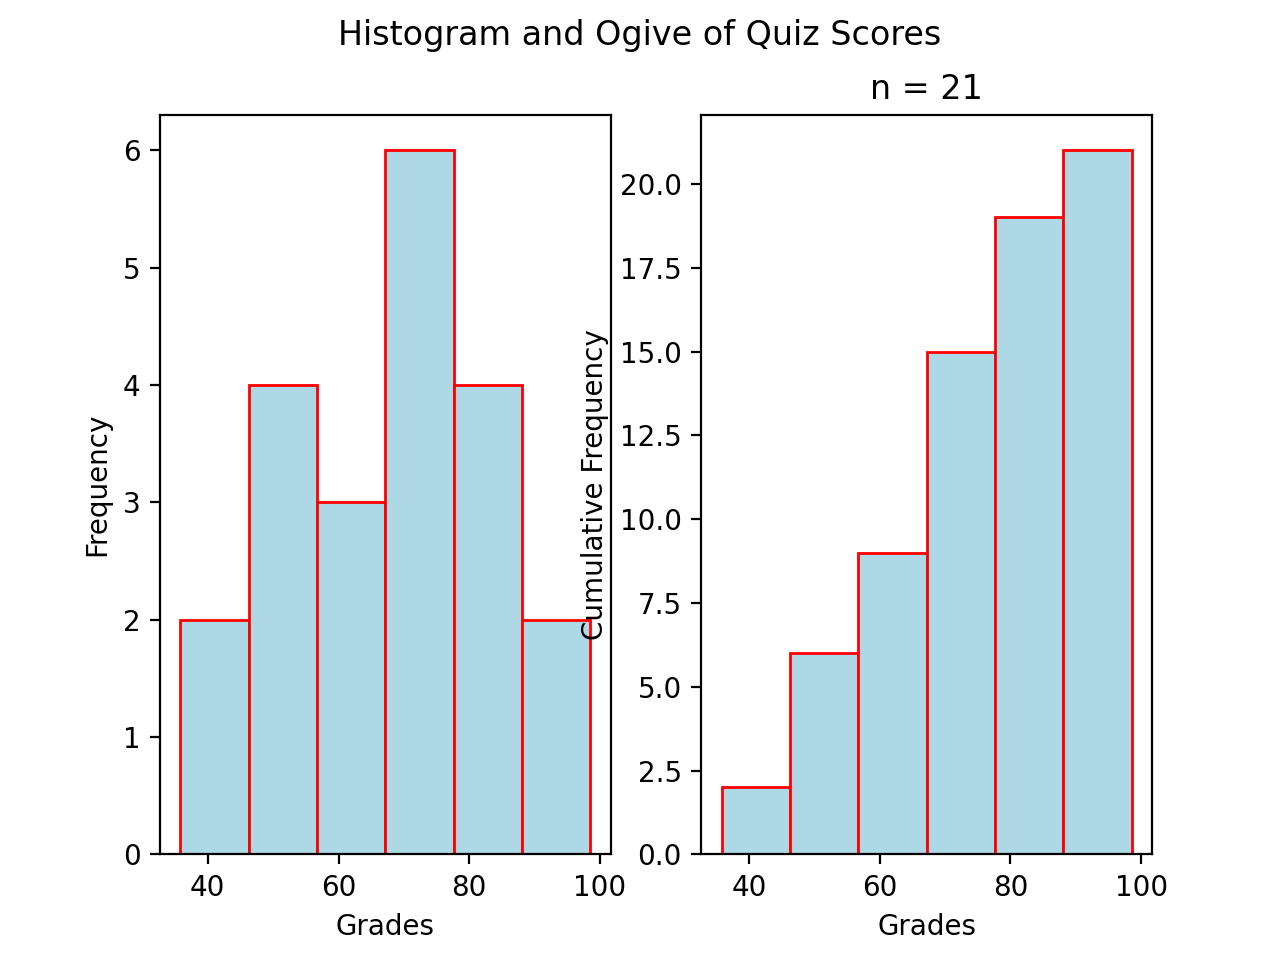 Histogram and Ogive of Quiz Scores
6
5
4
3
2
1
0
Frequency
40 60 80 100
Grades
n = 21
20.0
17.5
15.0
12.5
10.0
7.5
5.0
2.5
0.0
Cumulative Frequency
40 60 80 100
Grades